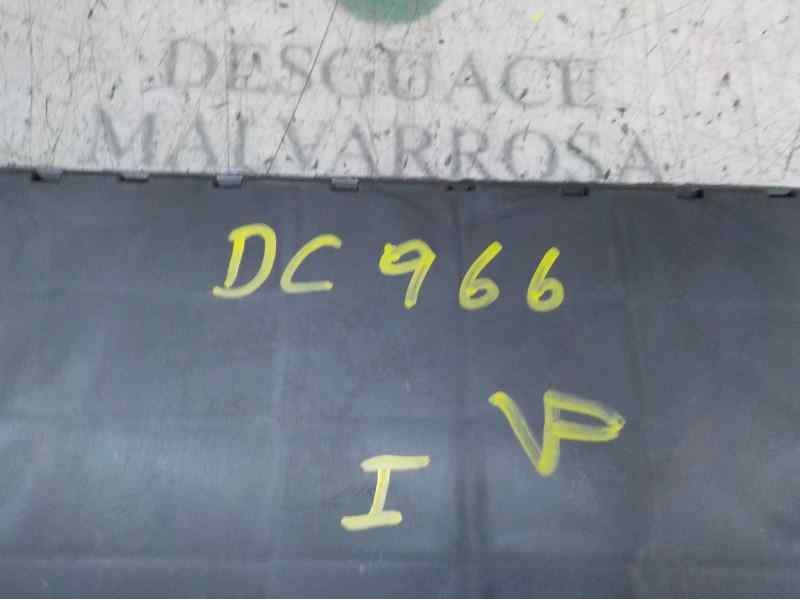 DESGUACE
MALVARROSA
DC 966
VP
I